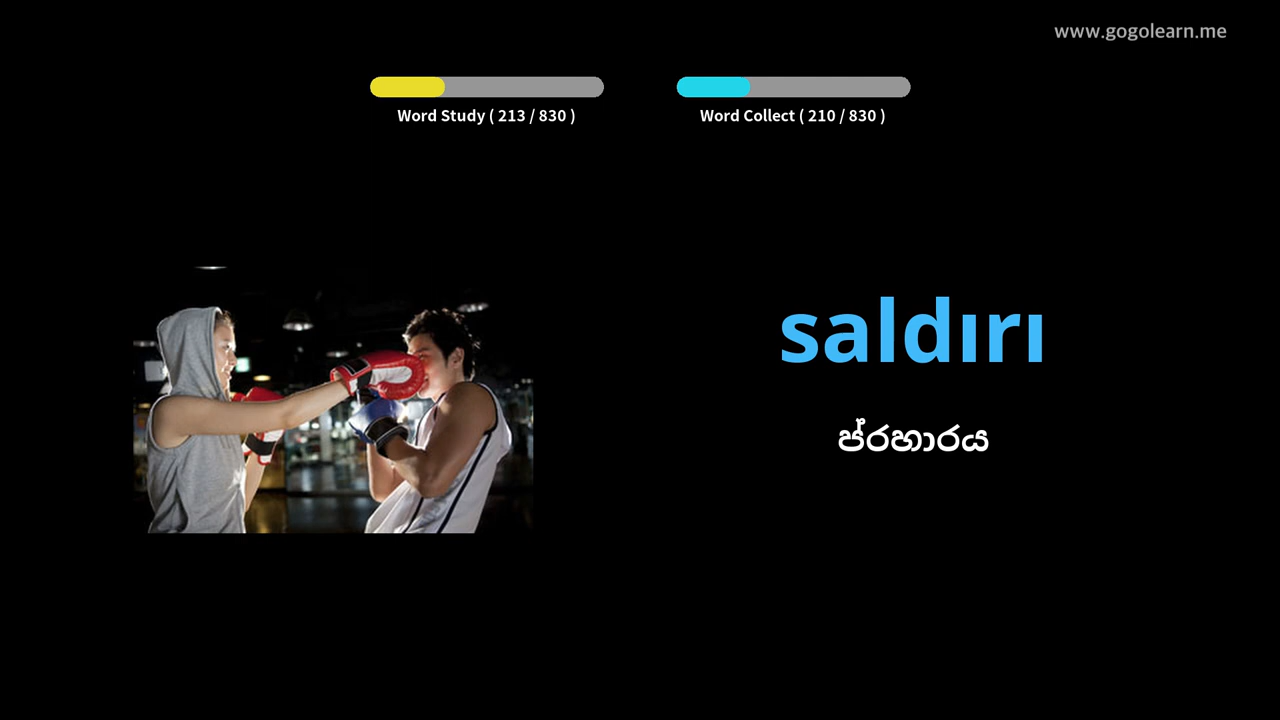 www.gogolearn.me
Word Study ( 213 / 830 )
Word Collect ( 210 / 830 )
saldırı
ප්රහාරය